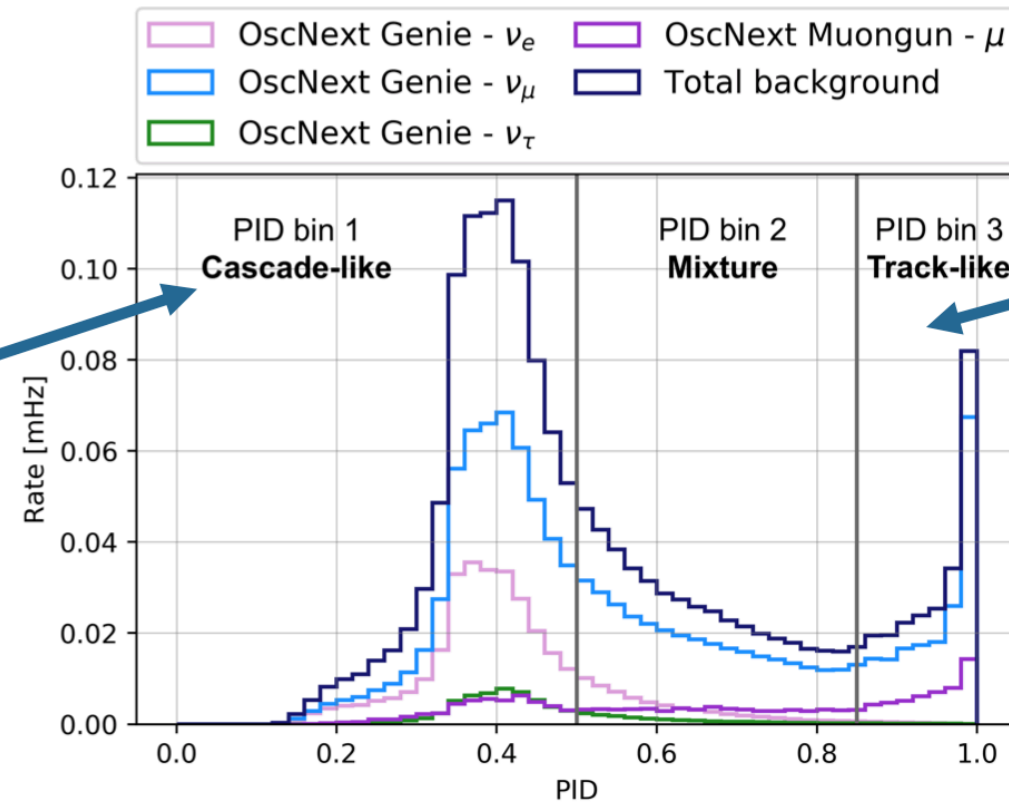 OscNext Genie - νₑ
OscNext Muongun - μ
OscNext Genie - ν_μ
Total background
OscNext Genie - ν_τ
0.12
0.10
0.08
0.06
0.04
0.02
0.00
Rate [mHz]
PID bin 1
Cascade-like
PID bin 2
Mixture
PID bin 3
Track-like
0.0
0.2
0.4
0.6
0.8
1.0
PID